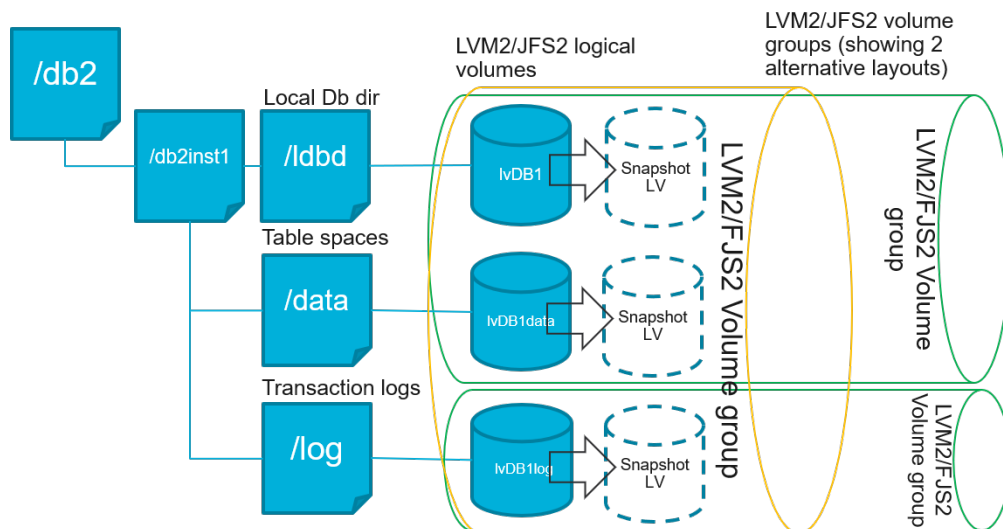 LVM2/JFS2 logical
volumes
LVM2/JFS2 volume
groups (showing 2
alternative layouts)
/db2
/db2inst1
Local Db dir
/ldbd
lvDB1
Snapshot
LV
Table spaces
/data
lvDB1data
Snapshot
LV
Transaction logs
/log
lvDB1log
Snapshot
LV
LVM2/FJS2 Volume group
LVM2/FJS2 Volume
group
LVM2/FJS2
Volume group